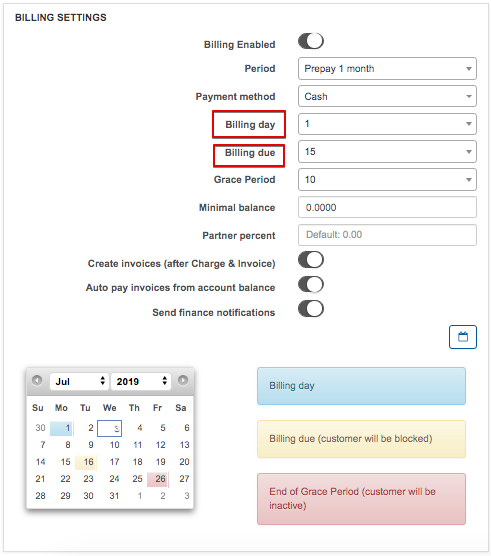 BILLING SETTINGS
Billing Enabled
Period Prepay 1 month
Payment method Cash
Billing day 1
Billing due 15
Grace Period 10
Minimal balance 0.0000
Partner percent Default: 0.00
Create invoices (after Charge & Invoice)
Auto pay invoices from account balance
Send finance notifications
Jul 2019
Su Mo Tu We Th Fr Sa
30 1 2 3 4 5 6
7 8 9 10 11 12 13
14 15 16 17 18 19 20
21 22 23 24 25 26 27
28 29 30 31 1 2 3
Billing day
Billing due (customer will be blocked)
End of Grace Period (customer will be
inactive)